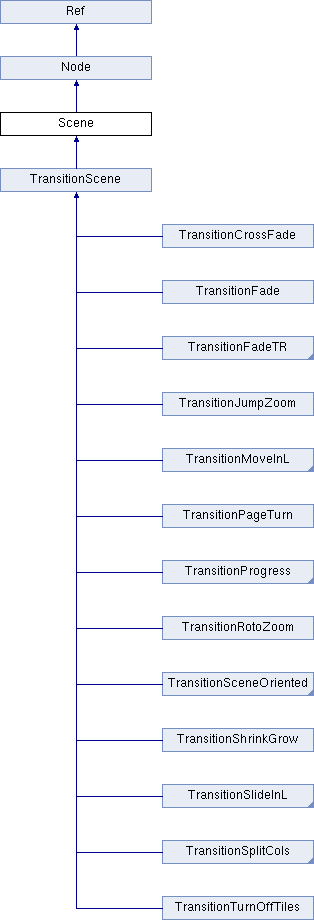 Ref
Node
Scene
TransitionScene
TransitionCrossFade
TransitionFade
TransitionFadeTR
TransitionJumpZoom
TransitionMoveInL
TransitionPageTurn
TransitionProgress
TransitionRotoZoom
TransitionSceneOriented
TransitionShrinkGrow
TransitionSlideInL
TransitionSplitCols
TransitionTurnOffTiles